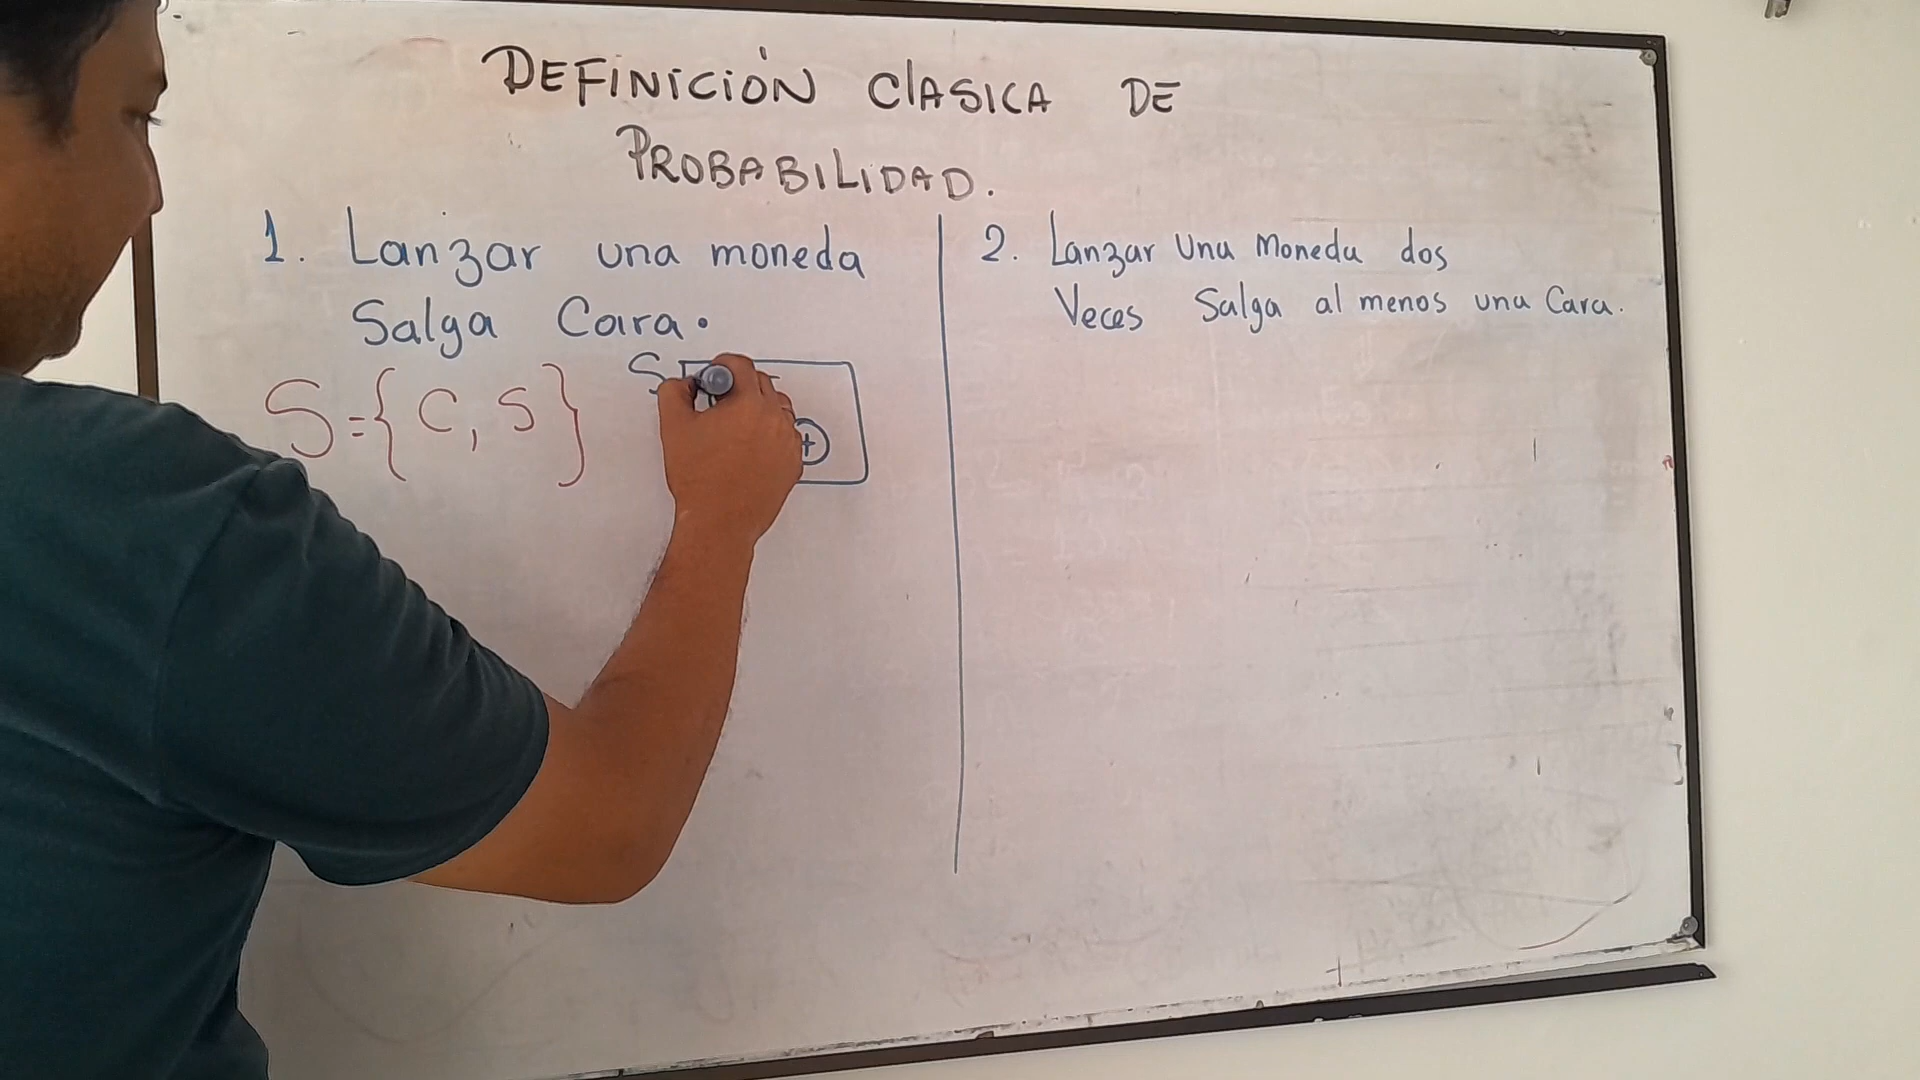 DEFINICIÓN CLASICA DE
PROBABILIDAD.
1. Lanzar una moneda
Salga Cara.
S={C, S}
S
+
2. Lanzar una Moneda dos
Veces Salga al menos una Cara.